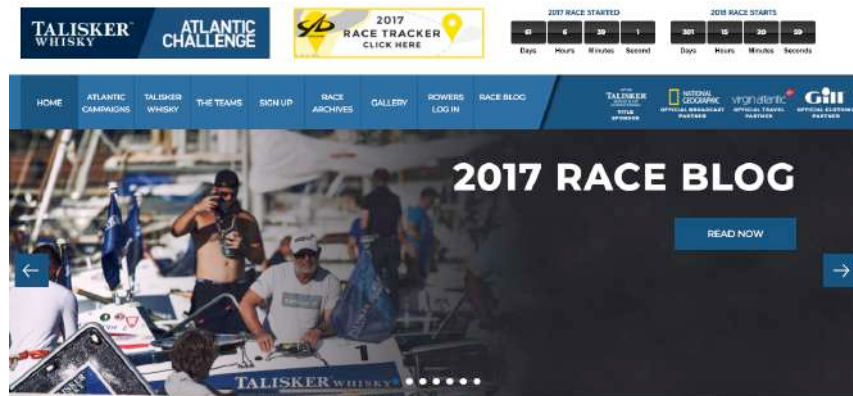 TALISKER
WHISKY
ATLANTIC
CHALLENGE
2017
RACE TRACKER
CLICK HERE
2017 RACE STARTED
61 6 39 1
Days Hours Minutes Second
2018 RACE STARTS
301 15 20 59
Days Hours Minutes Seconds
HOME
ATLANTIC
CAMPAIGNS
TALISKER
WHISKY
THE TEAMS
SIGN UP
RACE
ARCHIVES
GALLERY
ROWERS
LOG IN
RACE BLOG
TALISKER
TITLE
SPONSOR
NATIONAL
GEOGRAPHIC
OFFICIAL BROADCAST
PARTNER
virgin atlantic
OFFICIAL TRAVEL
PARTNER
Gill
OFFICIAL CLOTHING
PARTNER
2017 RACE BLOG
READ NOW
1
TALISKER WHISKY